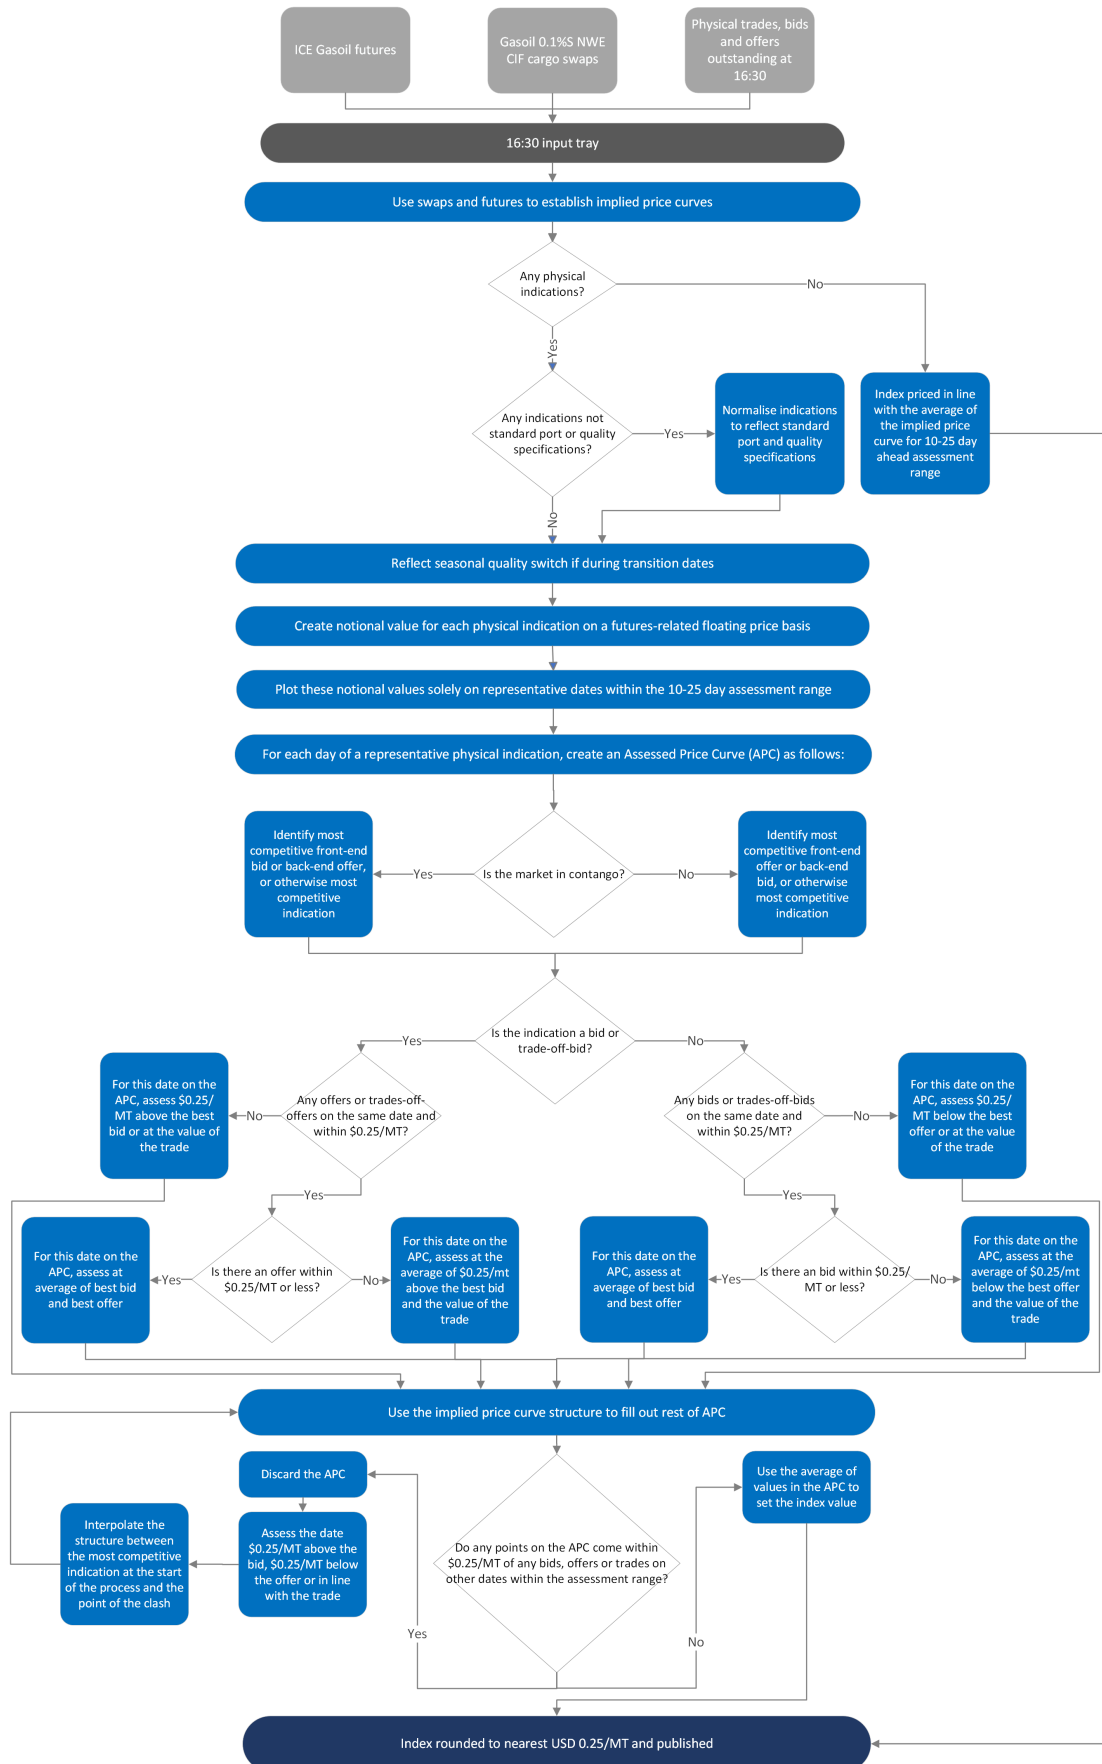 ICE Gasoil futures
Gasoil 0.1%S NWE
CIF cargo swaps
Physical trades, bids
and offers
outstanding at
16:30
16:30 input tray
Use swaps and futures to establish implied price curves
Any physical
indications?
No
Yes
Any indications not
standard port or quality
specifications?
Yes
Normalise indications
to reflect standard
port and quality
specifications
Index priced in line
with the average of
the implied price
curve for 10-25 day
ahead assessment
range
No
Reflect seasonal quality switch if during transition dates
Create notional value for each physical indication on a futures-related floating price basis
Plot these notional values solely on representative dates within the 10-25 day assessment range
For each day of a representative physical indication, create an Assessed Price Curve (APC) as follows:
Identify most
competitive front-end
bid or back-end offer,
or otherwise most
competitive
indication
Yes
Is the market in contango?
No
Identify most
competitive front-end
offer or back-end
bid, or otherwise
most competitive
indication
Is the indication a bid or
trade-off-bid?
Yes
No
For this date on the
APC, assess $0.25/
MT above the best
bid or at the value of
the trade
No
Any offers or trades-off-
offers on the same date and
within $0.25/MT?
Any bids or trades-off-bids
on the same date and
within $0.25/MT?
No
For this date on the
APC, assess $0.25/
MT below the best
offer or at the value
of the trade
Yes
Yes
For this date on the
APC, assess at
average of best bid
and best offer
Yes
Is there an offer within
$0.25/MT or less?
No
For this date on the
APC, assess at the
average of $0.25/mt
above the best bid
and the value of the
trade
For this date on the
APC, assess at
average of best bid
and best offer
Yes
Is there an bid within $0.25/
MT or less?
No
For this date on the
APC, assess at the
average of $0.25/mt
below the best offer
and the value of the
trade
Use the implied price curve structure to fill out rest of APC
Discard the APC
Use the average of
values in the APC to
set the index value
Interpolate the
structure between
the most competitive
indication at the start
of the process and the
point of the clash
Assess the date
$0.25/MT above the
bid, $0.25/MT below
the offer or in line
with the trade
Do any points on the APC come within
$0.25/MT of any bids, offers or trades on
other dates within the assessment range?
Yes
No
Index rounded to nearest USD 0.25/MT and published